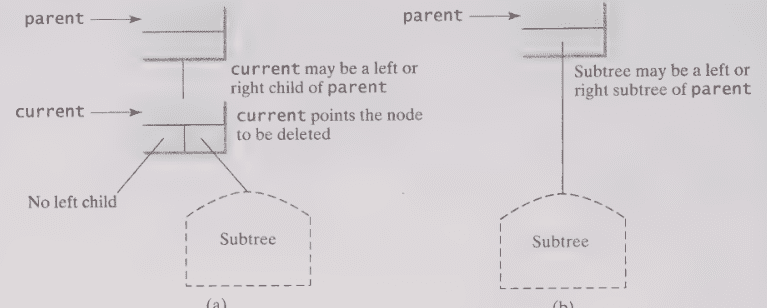 parent
current may be a left or
right child of parent
current
current points the node
to be deleted
No left child
Subtree
(a)
parent
Subtree may be a left or
right subtree of parent
Subtree
(b)